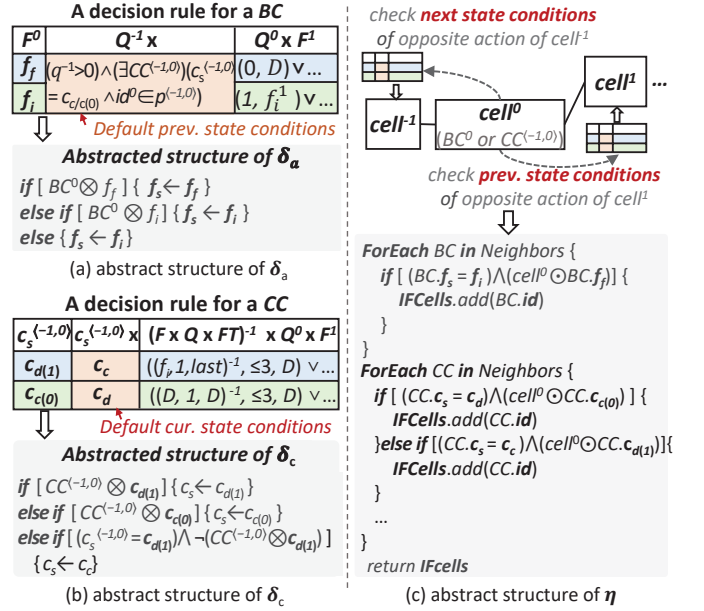 A decision rule for a BC
F⁰ Q⁻¹ x Q⁰ x F¹
f_f (q⁻¹>0)∧(∃CC^⟨-1,0⟩)(c_s^⟨-1,0⟩ (0, D)∨...
f_i = c_c/c(0) ∧id⁰∈p^⟨-1,0⟩) (1, f_i¹ )∨...
Default prev. state conditions
Abstracted structure of δ_a
if [ BC⁰⊗ f_f ] { f_s← f_f }
else if [ BC⁰ ⊗ f_i ] { f_s ← f_i }
else { f_s ← f_i }
(a) abstract structure of δ_a
A decision rule for a CC
c_s^⟨-1,0⟩ c_s^⟨-1,0⟩ x (F x Q x FT)⁻¹ x Q⁰ x F¹
c_d(1) c_c ((f_i,1,last)⁻¹, ≤3, D) ∨...
c_c(0) c_d ((D, 1, D)⁻¹, ≤3, D) ∨...
Default cur. state conditions
Abstracted structure of δ_c
if [ CC^⟨-1,0⟩ ⊗ c_d(1) ] {c_s← c_d(1) }
else if [ CC^⟨-1,0⟩ ⊗ c_c(0) ] {c_s←c_c(0) }
else if [ (c_s^⟨-1,0⟩ = c_d(1))∧ ¬(CC^⟨-1,0⟩⊗c_d(1)) ]
{c_s← c_c}
(b) abstract structure of δ_c
check next state conditions
of opposite action of cell⁻¹
cell⁻¹
cell⁰
(BC⁰ or CC^⟨-1,0⟩)
cell¹ ...
check prev. state conditions
of opposite action of cell¹
ForEach BC in Neighbors {
if [ (BC.f_s = f_i )∧(cell⁰⊙BC.f_f)] {
IFCells.add(BC.id)
}
}
ForEach CC in Neighbors {
if [ (CC.c_s = c_d)∧(cell⁰⊙CC.c_c(0)) ] {
IFCells.add(CC.id)
}else if [(CC.c_s = c_c )∧(cell⁰⊙CC.c_d(1))]{
IFCells.add(CC.id)
}
...
}
return IFcells
(c) abstract structure of η